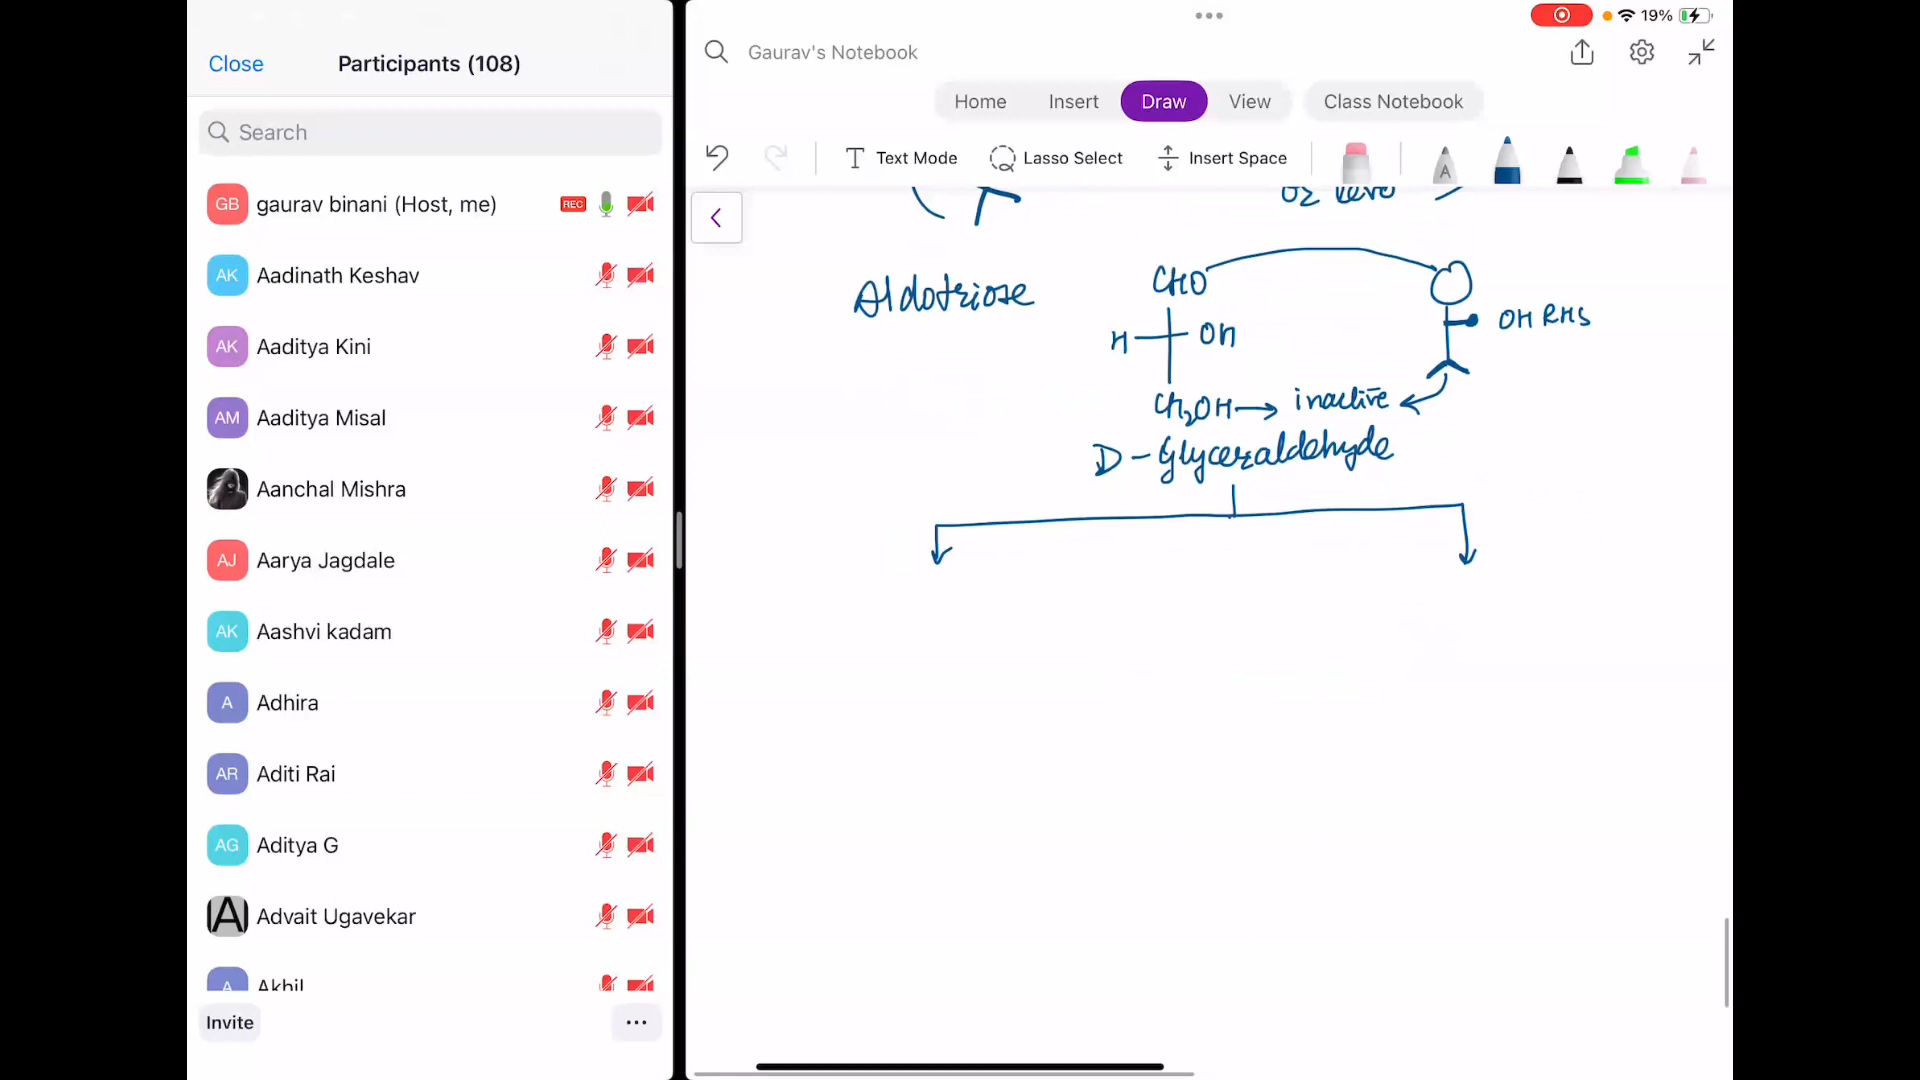 19%
Close
Participants (108)
Search
GB gaurav binani (Host, me) REC
AK Aadinath Keshav
AK Aaditya Kini
AM Aaditya Misal
Aanchal Mishra
AJ Aarya Jagdale
AK Aashvi kadam
A Adhira
AR Aditi Rai
AG Aditya G
A Advait Ugavekar
A Akhil
Invite
Gaurav's Notebook
Home Insert Draw View Class Notebook
Text Mode Lasso Select Insert Space A
Aldotriose
CHO
OH RHS
H OH
CH₂OH → inactive
D - Glyceraldehyde